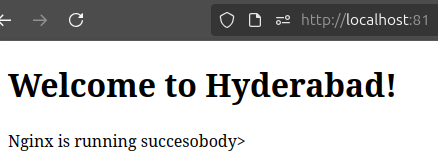 http://localhost:81
Welcome to Hyderabad!
Nginx is running succesobody>